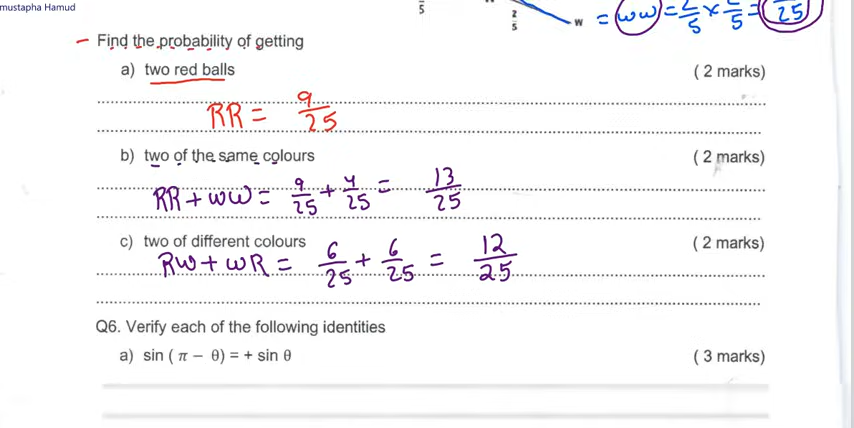 mustapha Hamud
= WW = 2/5 × 2/5 = 25
5
2/5 W
– Find the probability of getting
a) two red balls ( 2 marks)
RR = 9/25
b) two of the same colours ( 2 marks)
RR + WW = 9/25 + 4/25 = 13/25
c) two of different colours ( 2 marks)
RW + WR = 6/25 + 6/25 = 12/25
Q6. Verify each of the following identities
a) sin ( π – θ) = + sin θ ( 3 marks)